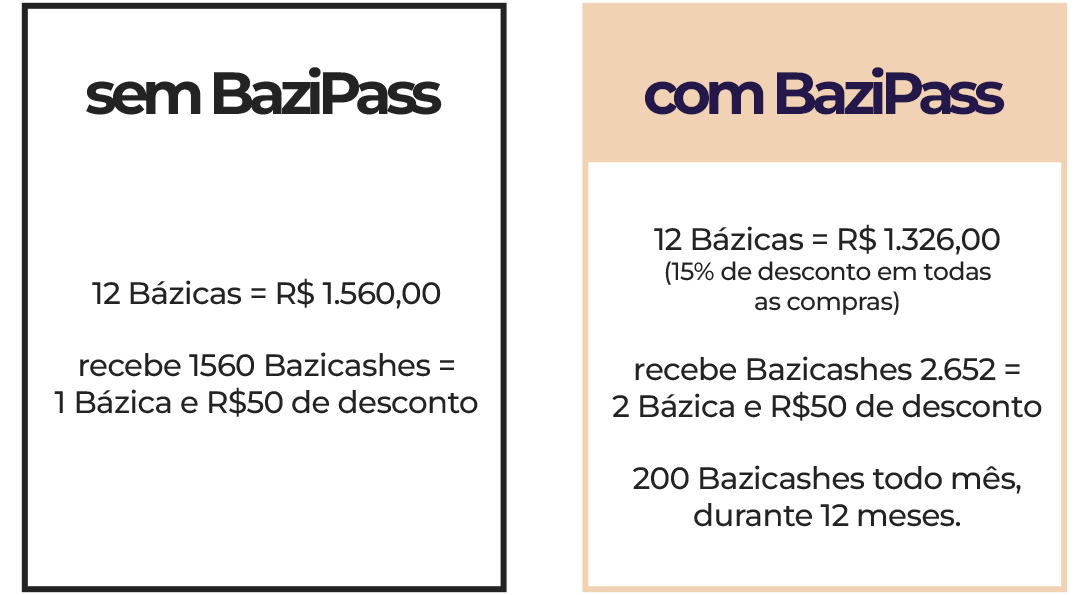 sem BaziPass
12 Bázicas = R$ 1.560,00
recebe 1560 Bazicashes =
1 Bázica e R$50 de desconto
com BaziPass
12 Bázicas = R$ 1.326,00
(15% de desconto em todas
as compras)
recebe Bazicashes 2.652 =
2 Bázica e R$50 de desconto
200 Bazicashes todo mês,
durante 12 meses.